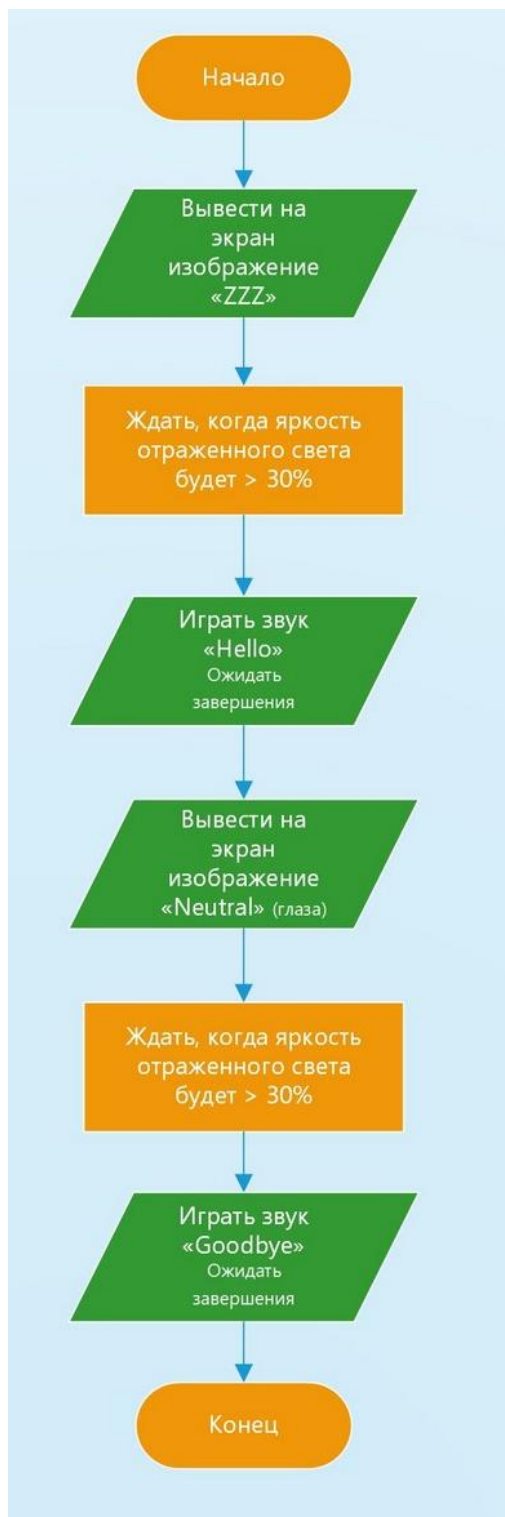 Начало
Вывести на
экран
изображение
«ZZZ»
Ждать, когда яркость
отраженного света
будет > 30%
Играть звук
«Hello»
Ожидать
завершения
Вывести на
экран
изображение
«Neutral» (глаза)
Ждать, когда яркость
отраженного света
будет > 30%
Играть звук
«Goodbye»
Ожидать
завершения
Конец